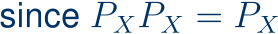 since $P_X P_X = P_X$